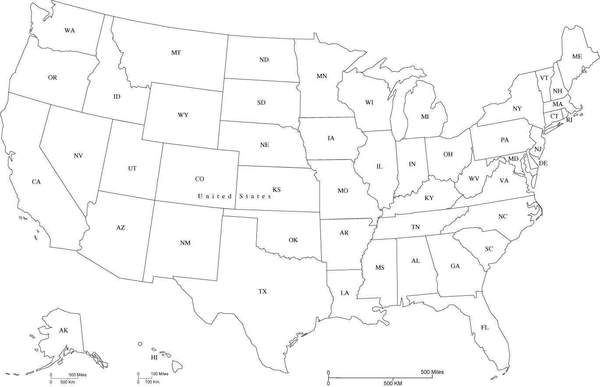 WA
MT
ND
MN
ME
VT
NH
OR
ID
SD
WI
NY
MA
CT
RI
WY
MI
NV
NE
IA
PA
NJ
UT
CO
IL
IN
OH
MD
DE
CA
United States
KS
MO
WV
VA
KY
AZ
NM
OK
AR
TN
NC
SC
MS
AL
GA
TX
LA
FL
AK
HI
500 Miles
500 KM
100 Miles
100 Km.
500 Miles
500 KM